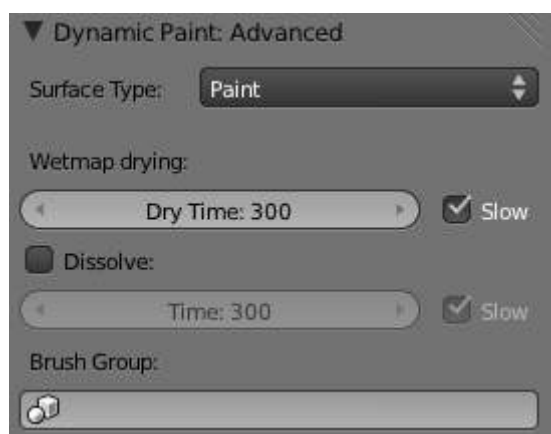 Dynamic Paint: Advanced
Surface Type: Paint
Wetmap drying:
Dry Time: 300 Slow
Dissolve:
Time: 300 Slow
Brush Group: